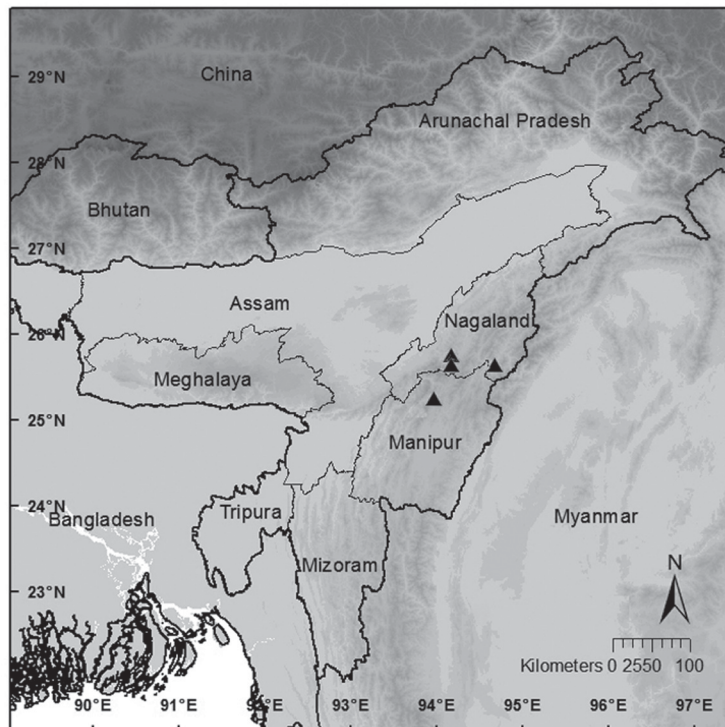 29°N
China
Arunachal Pradesh
28°N
Bhutan
27°N
Assam
Nagaland
26°N
Meghalaya
25°N
Manipur
24°N
Bangladesh
Tripura
Myanmar
Mizoram
23°N
N
Kilometers 0 2550 100
90°E 91°E 92°E 93°E 94°E 95°E 96°E 97°E